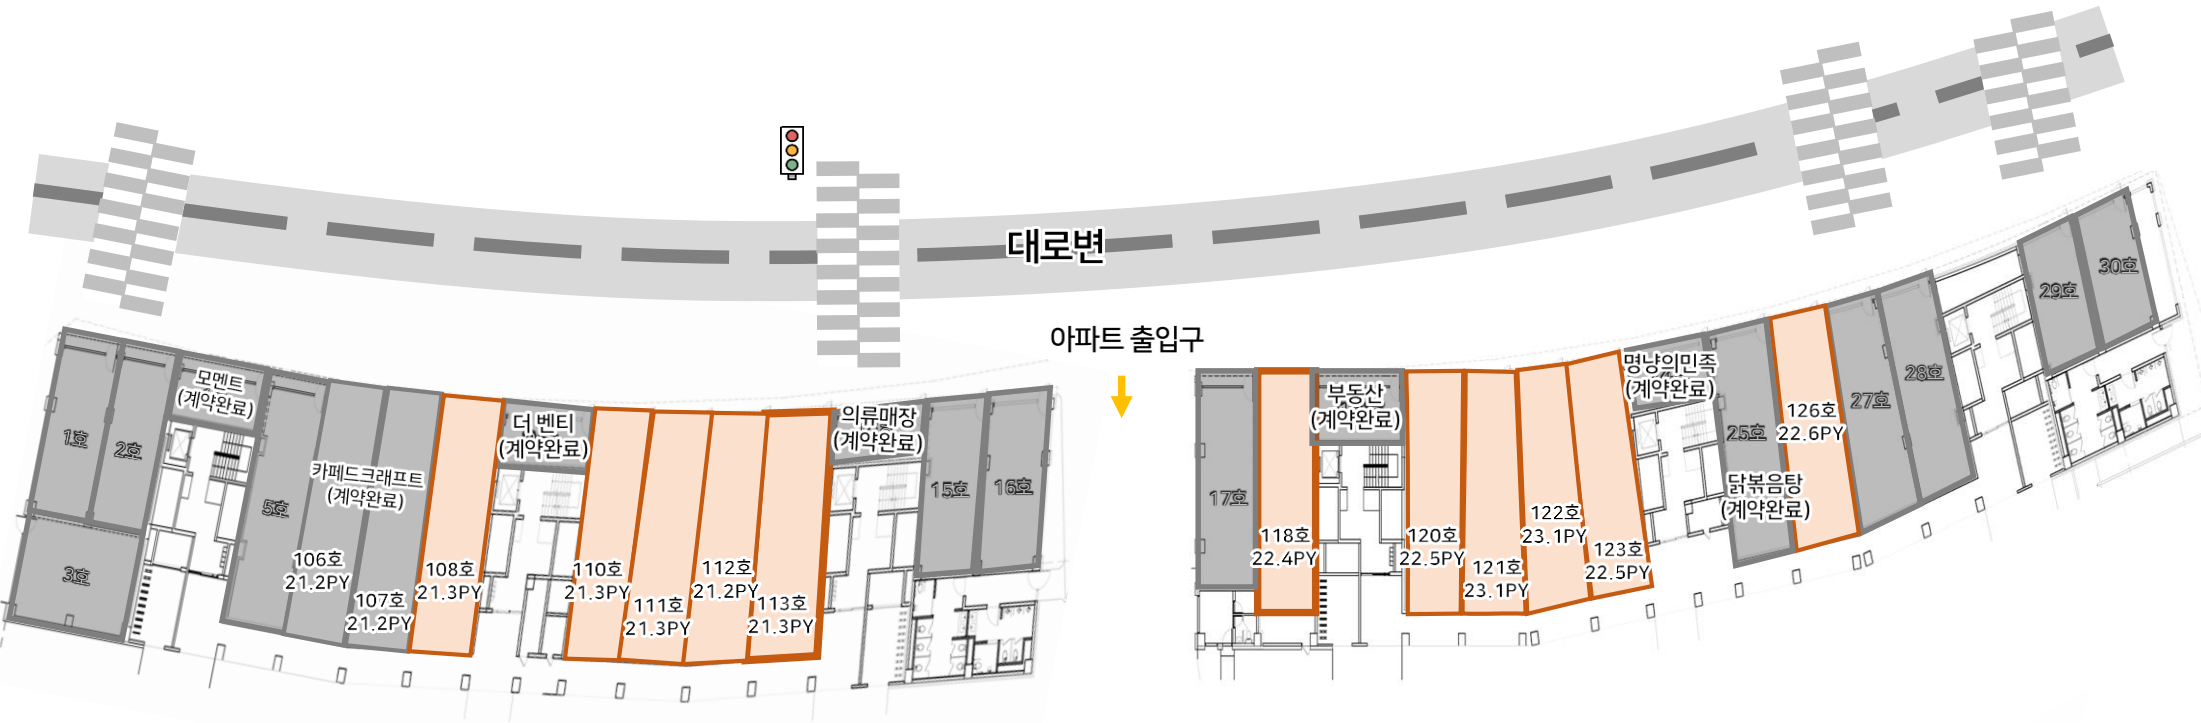 대로변
아파트 출입구
1호
2호
3호
모멘트
(계약완료)
5호
카페드크래프트
(계약완료)
106호
21.2PY
107호
21.2PY
108호
21.3PY
더 벤티
(계약완료)
110호
21.3PY
111호
21.3PY
112호
21.2PY
113호
21.3PY
의류매장
(계약완료)
15호
16호
17호
118호
22.4PY
부동산
(계약완료)
120호
22.5PY
121호
23.1PY
122호
23.1PY
123호
22.5PY
명냥의민족
(계약완료)
25호
닭볶음탕
(계약완료)
126호
22.6PY
27호
28호
29호
30호